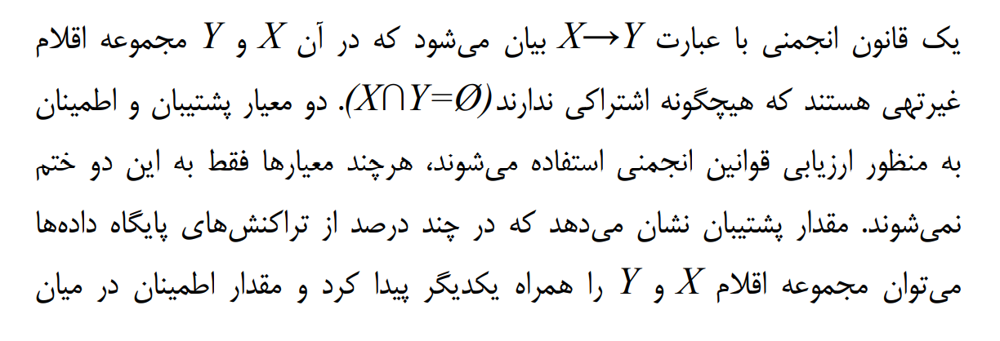 یک قانون انجمنی با عبارت X→Y بیان می‌شود که در آن X و Y مجموعه اقلام
غیرتهی هستند که هیچگونه اشتراکی ندارند(X∩Y=Ø). دو معیار پشتیبان و اطمینان
به منظور ارزیابی قوانین انجمنی استفاده می‌شوند، هرچند معیارها فقط به این دو ختم
نمی‌شوند. مقدار پشتیبان نشان می‌دهد که در چند درصد از تراکنش‌های پایگاه داده‌ها
می‌توان مجموعه اقلام X و Y را همراه یکدیگر پیدا کرد و مقدار اطمینان در میان